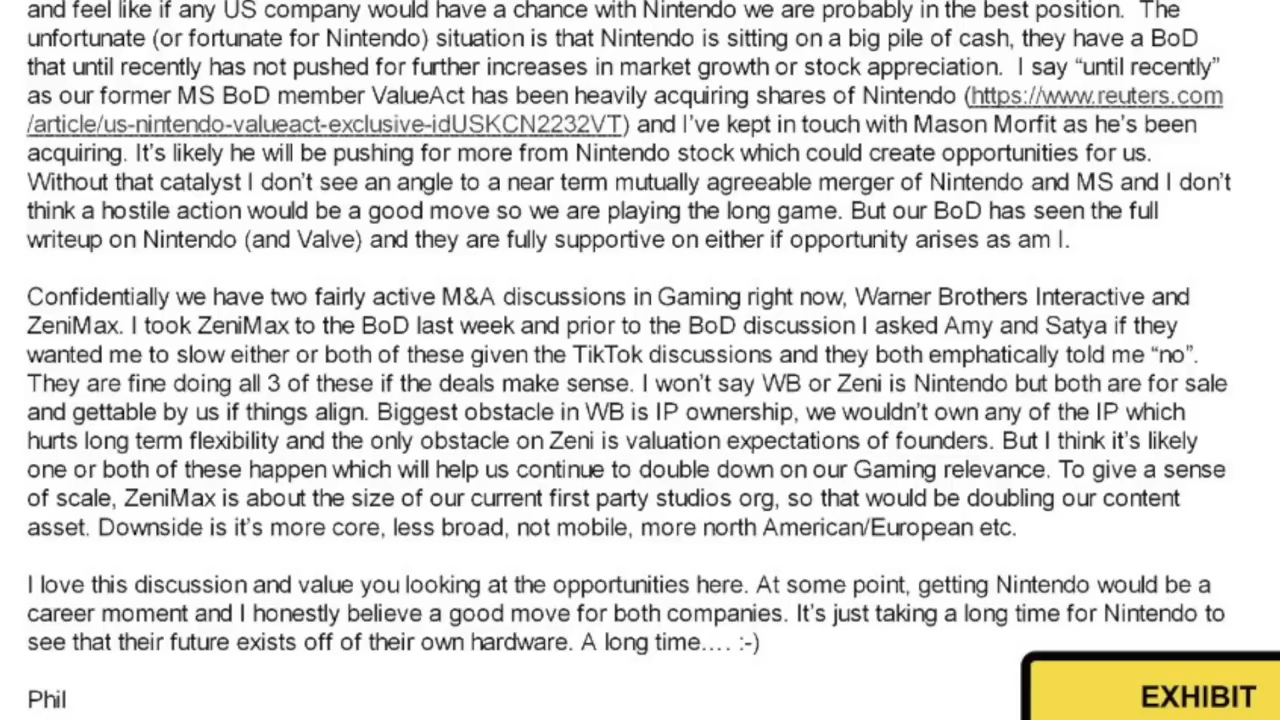 and feel like if any US company would have a chance with Nintendo we are probably in the best position.  The
unfortunate (or fortunate for Nintendo) situation is that Nintendo is sitting on a big pile of cash, they have a BoD
that until recently has not pushed for further increases in market growth or stock appreciation.  I say “until recently”
as our former MS BoD member ValueAct has been heavily acquiring shares of Nintendo (https://www.reuters.com
/article/us-nintendo-valueact-exclusive-idUSKCN2232VT) and I’ve kept in touch with Mason Morfit as he’s been
acquiring. It’s likely he will be pushing for more from Nintendo stock which could create opportunities for us.
Without that catalyst I don’t see an angle to a near term mutually agreeable merger of Nintendo and MS and I don’t
think a hostile action would be a good move so we are playing the long game. But our BoD has seen the full
writeup on Nintendo (and Valve) and they are fully supportive on either if opportunity arises as am I.
Confidentially we have two fairly active M&A discussions in Gaming right now, Warner Brothers Interactive and
ZeniMax. I took ZeniMax to the BoD last week and prior to the BoD discussion I asked Amy and Satya if they
wanted me to slow either or both of these given the TikTok discussions and they both emphatically told me “no”.
They are fine doing all 3 of these if the deals make sense. I won’t say WB or Zeni is Nintendo but both are for sale
and gettable by us if things align. Biggest obstacle in WB is IP ownership, we wouldn’t own any of the IP which
hurts long term flexibility and the only obstacle on Zeni is valuation expectations of founders. But I think it’s likely
one or both of these happen which will help us continue to double down on our Gaming relevance. To give a sense
of scale, ZeniMax is about the size of our current first party studios org, so that would be doubling our content
asset. Downside is it’s more core, less broad, not mobile, more north American/European etc.
I love this discussion and value you looking at the opportunities here. At some point, getting Nintendo would be a
career moment and I honestly believe a good move for both companies. It’s just taking a long time for Nintendo to
see that their future exists off of their own hardware. A long time…. :-)
Phil
EXHIBIT